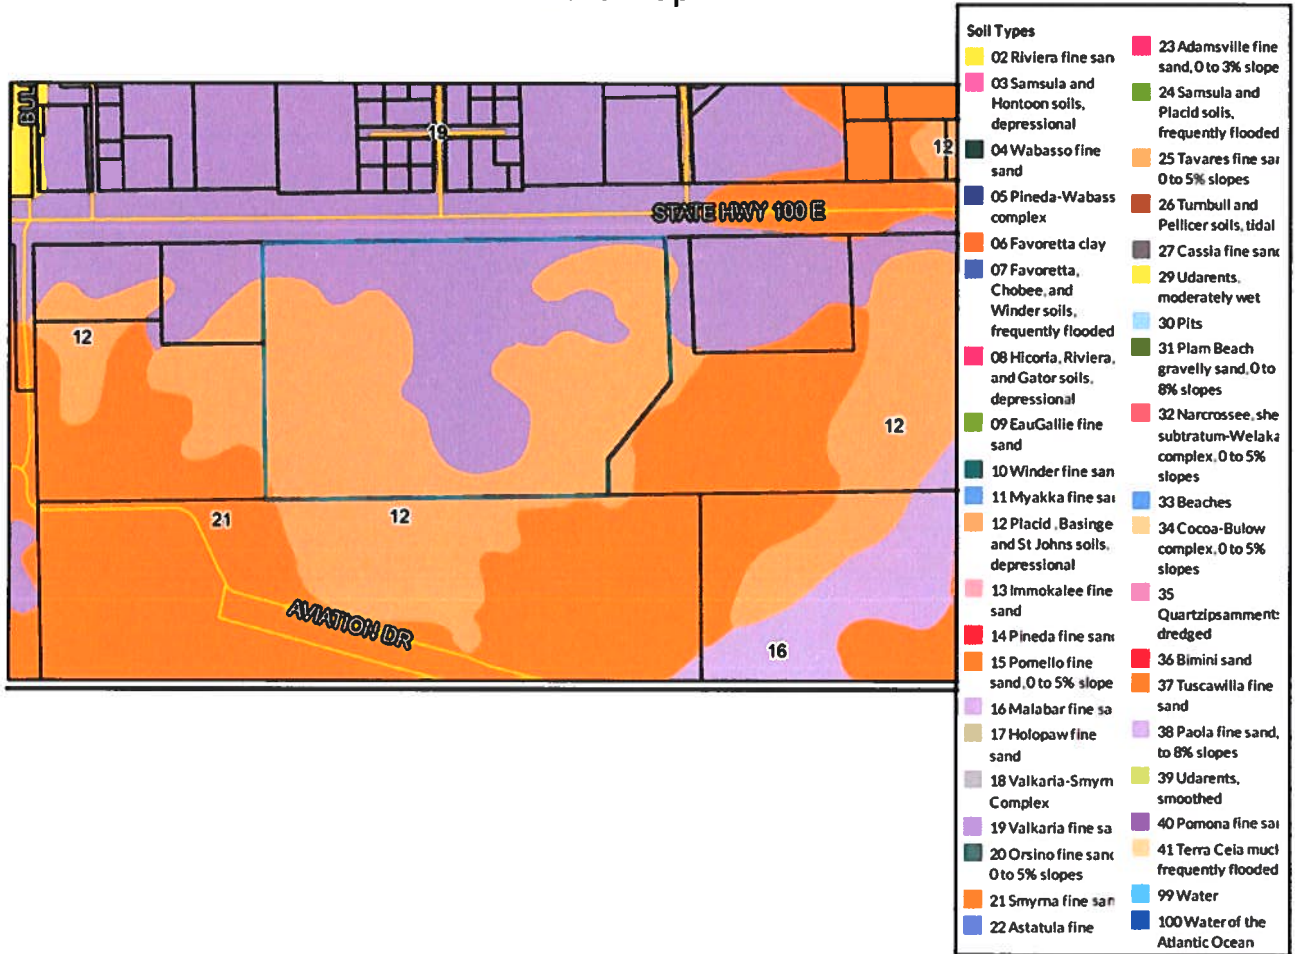 BUI
19
12
STATE HWY 100 E
12
12
21
12
AVIATION DR
16
Soil Types
02 Riviera fine san
03 Samsula and
Hontoon soils,
depressional
04 Wabasso fine
sand
05 Pineda-Wabass
complex
06 Favoretta clay
07 Favoretta,
Chobee, and
Winder soils,
frequently flooded
08 Hicoria, Riviera,
and Gator soils,
depressional
09 EauGallie fine
sand
10 Winder fine san
11 Myakka fine sa
12 Placid, Basinge
and St Johns soils,
depressional
13 Immokalee fine
sand
14 Pineda fine sand
15 Pomello fine
sand, 0 to 5% slope
16 Malabar fine sa
17 Holopaw fine
sand
18 Valkaria-Smyrn
Complex
19 Valkaria fine sa
20 Orsino fine sand
0 to 5% slopes
21 Smyrna fine san
22 Astatula fine
23 Adamsville fine
sand, 0 to 3% slope
24 Samsula and
Placid soils,
frequently flooded
25 Tavares fine sa
0 to 5% slopes
26 Turnbull and
Pellicer soils, tidal
27 Cassia fine sand
29 Udarents,
moderately wet
30 Pits
31 Plam Beach
gravelly sand, 0 to
8% slopes
32 Narcrossee, she
subtratum-Welaka
complex, 0 to 5%
slopes
33 Beaches
34 Cocoa-Bulow
complex, 0 to 5%
slopes
35
Quartzipsamments
dredged
36 Bimini sand
37 Tuscawilla fine
sand
38 Paola fine sand,
to 8% slopes
39 Udarents,
smoothed
40 Pomona fine sa
41 Terra Ceia muc
frequently flooded
99 Water
100 Water of the
Atlantic Ocean